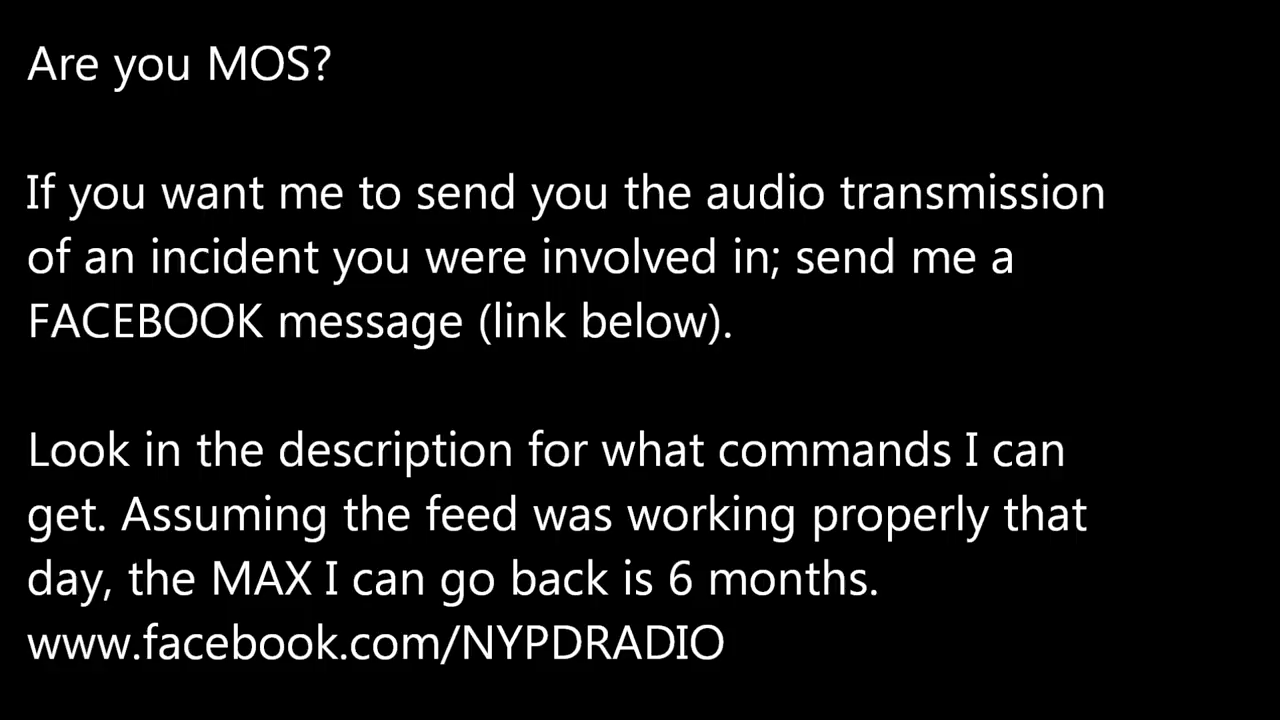 Are you MOS?
If you want me to send you the audio transmission
of an incident you were involved in; send me a
FACEBOOK message (link below).
Look in the description for what commands I can
get. Assuming the feed was working properly that
day, the MAX I can go back is 6 months.
www.facebook.com/NYPDRADIO